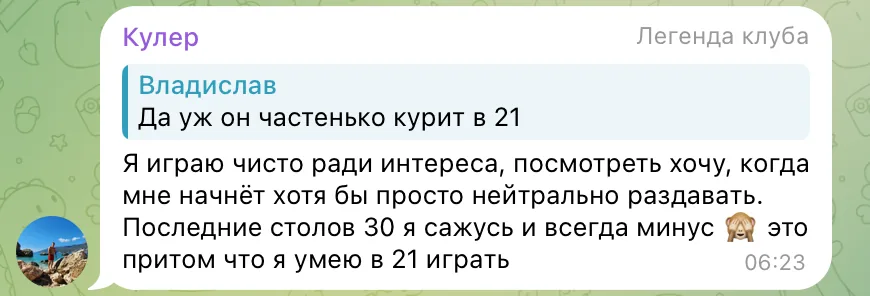 Кулер Легенда клуба
Владислав
Да уж он частенько курит в 21
Я играю чисто ради интереса, посмотреть хочу, когда
мне начнёт хотя бы просто нейтрально раздавать.
Последние столов 30 я сажусь и всегда минус 🙈 это
притом что я умею в 21 играть
06:23